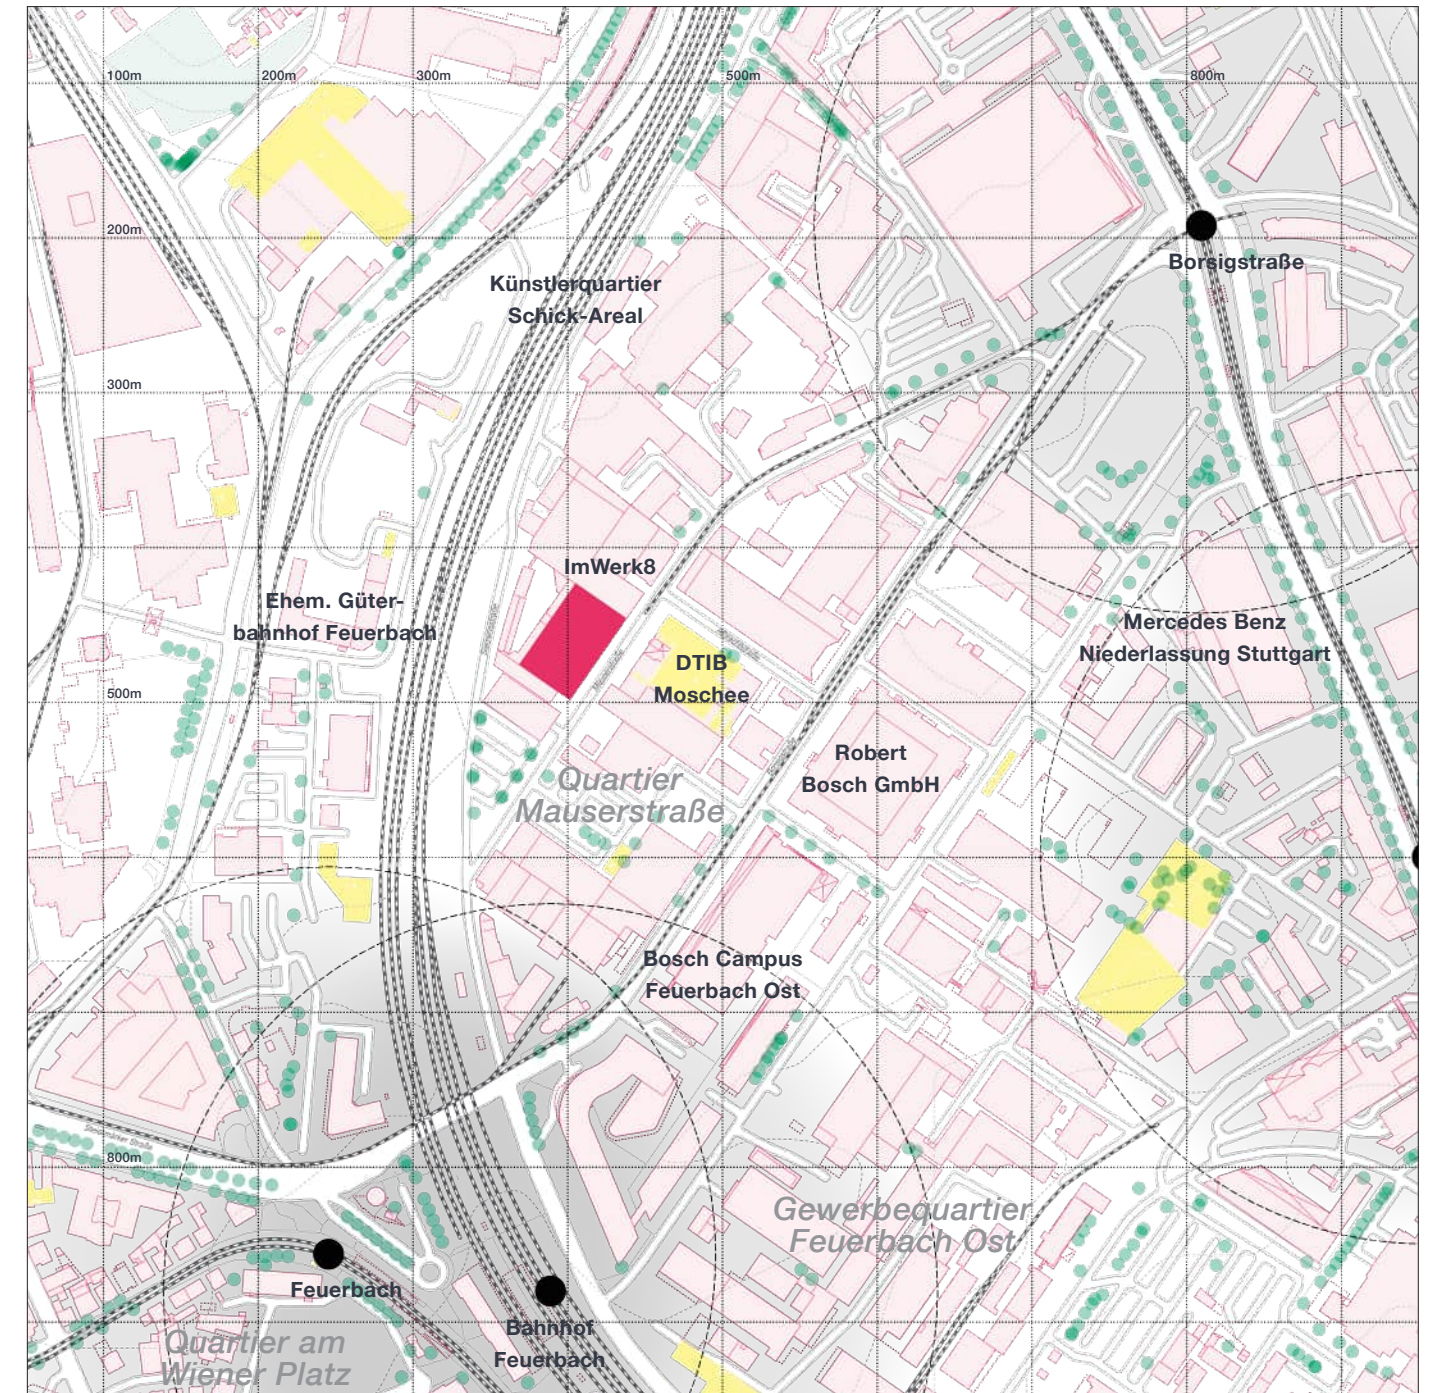 100m
200m
300m
500m
800m
200m
Borsigstraße
Künstlerquartier
Schick-Areal
300m
ImWerk8
Ehem. Güter-
bahnhof Feuerbach
Mercedes Benz
Niederlassung Stuttgart
DTIB
Moschee
500m
Robert
Bosch GmbH
Quartier
Mauserstraße
Bosch Campus
Feuerbach Ost
800m
Gewerbequartier
Feuerbach Ost
Feuerbach
Bahnhof
Feuerbach
Quartier am
Wiener Platz